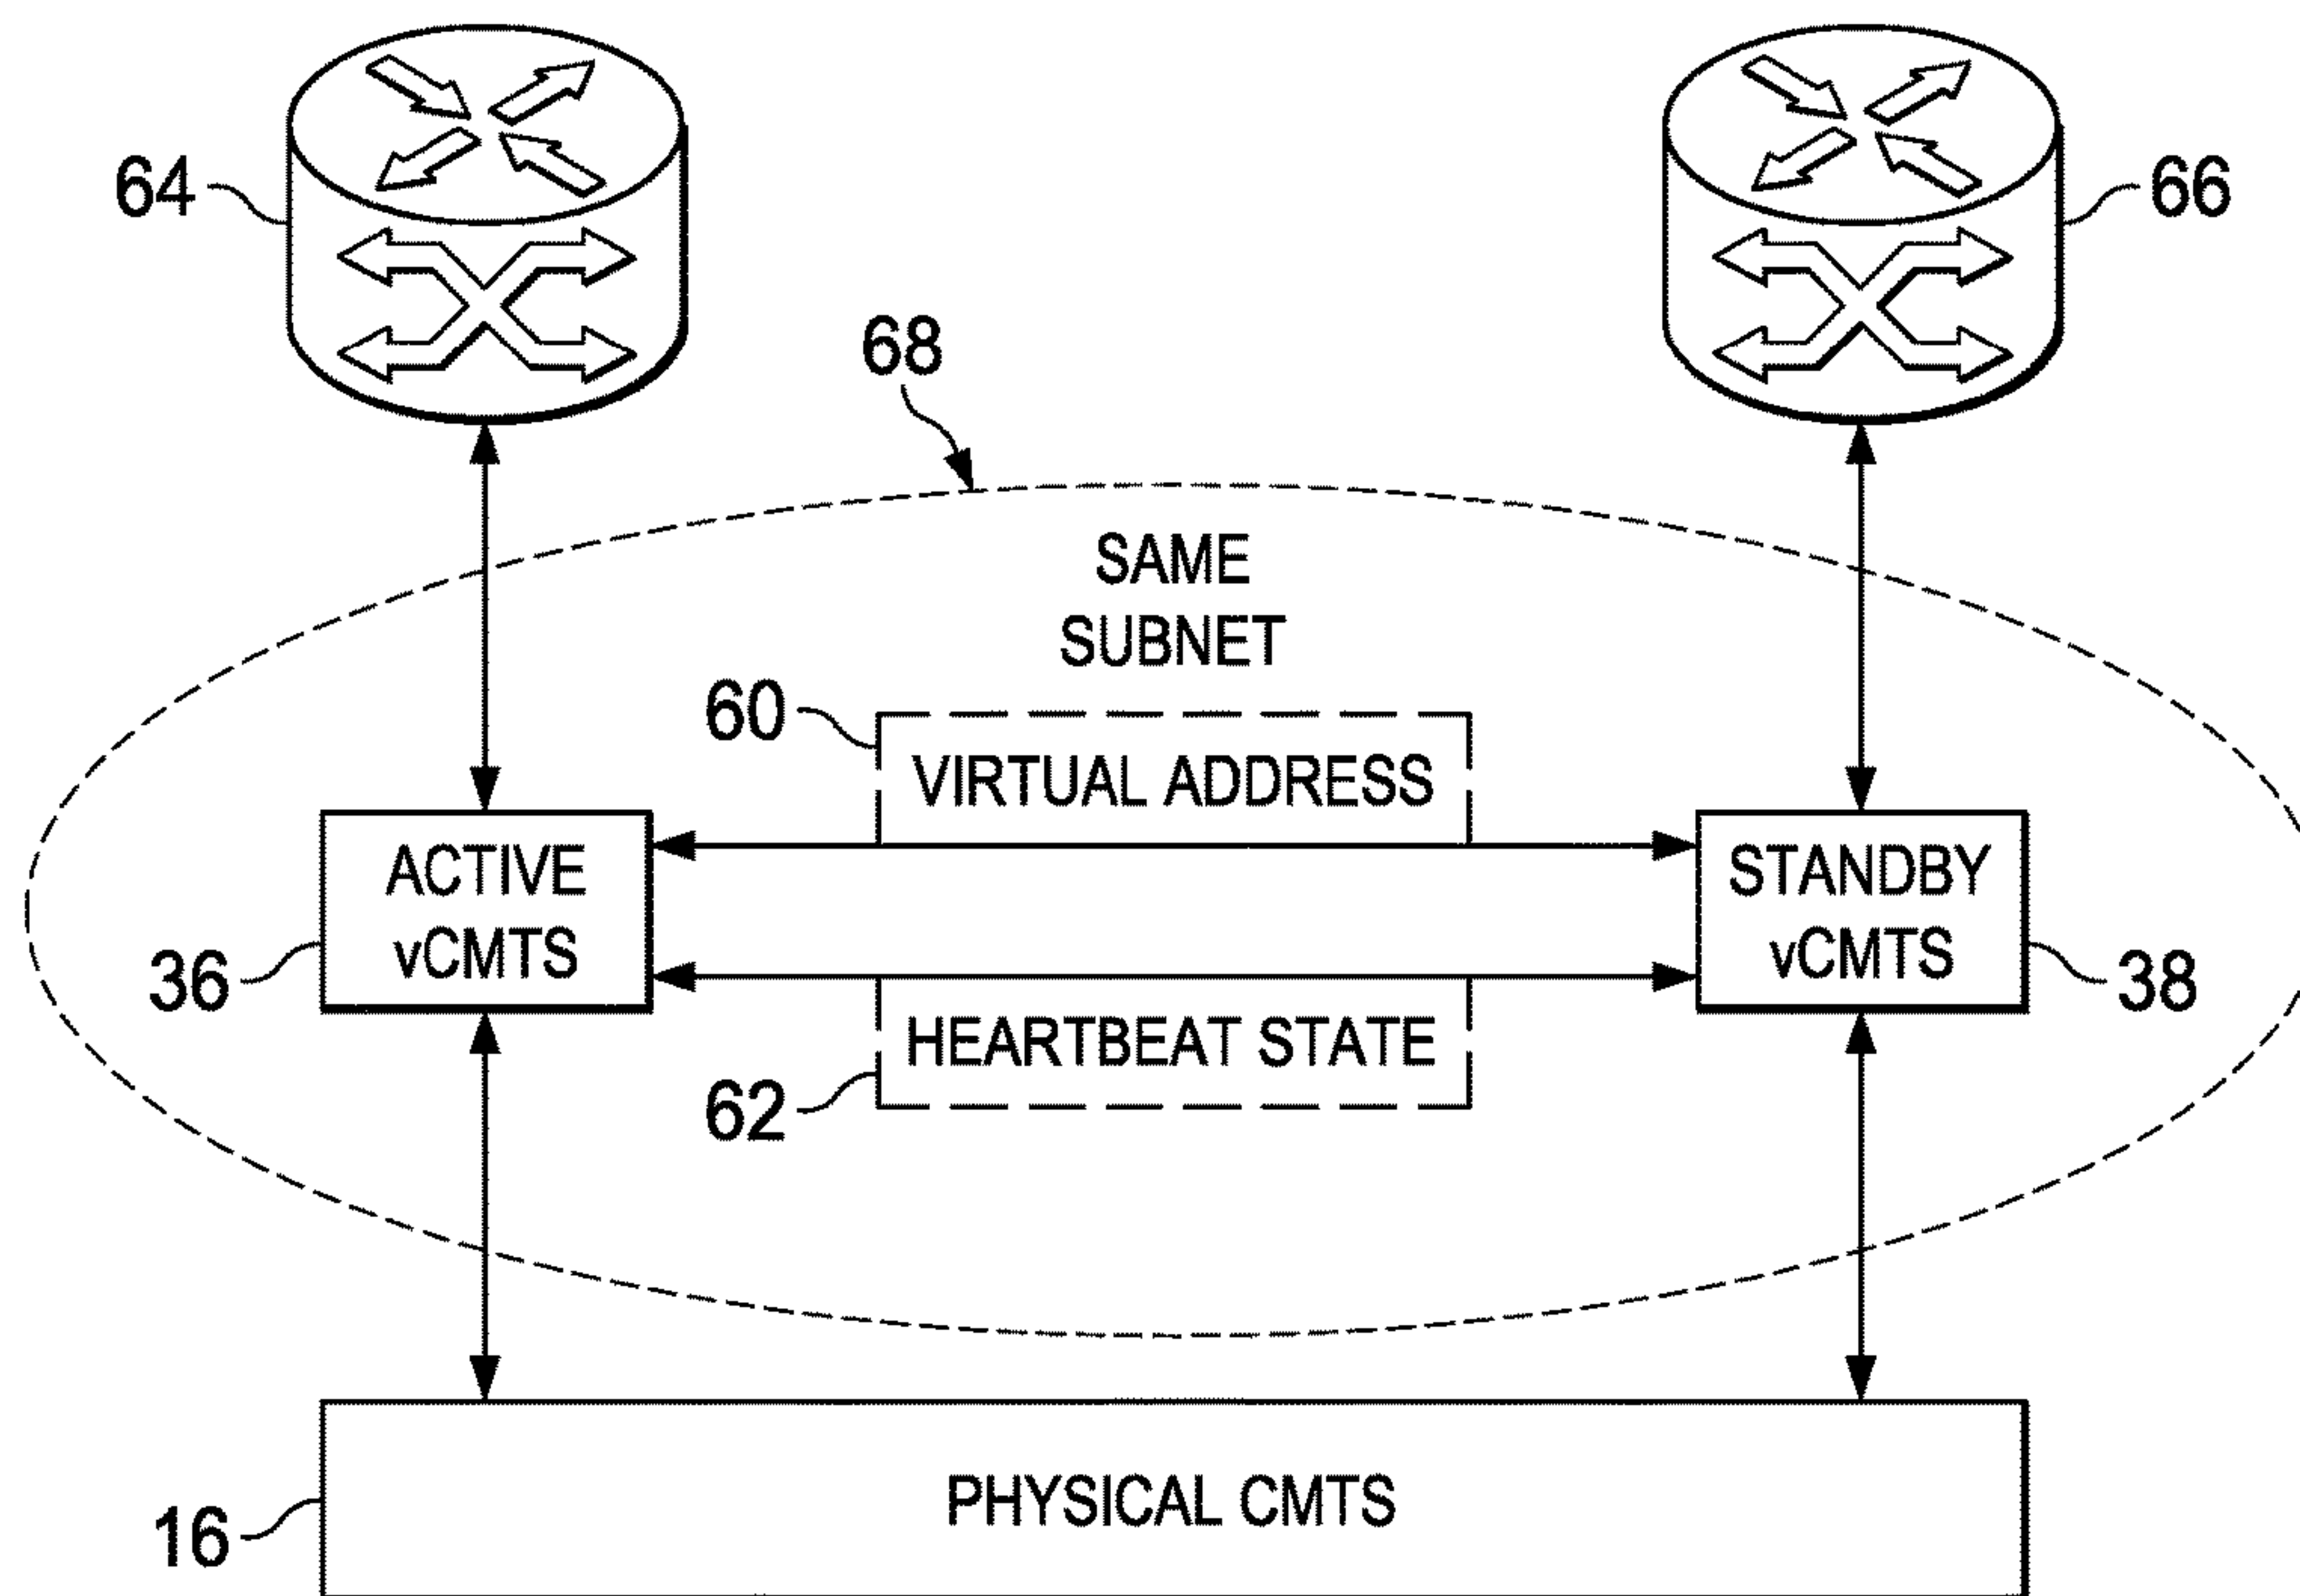 64
66
68
SAME
SUBNET
60
VIRTUAL ADDRESS
ACTIVE
vCMTS
STANDBY
vCMTS
36
38
HEARTBEAT STATE
62
PHYSICAL CMTS
16